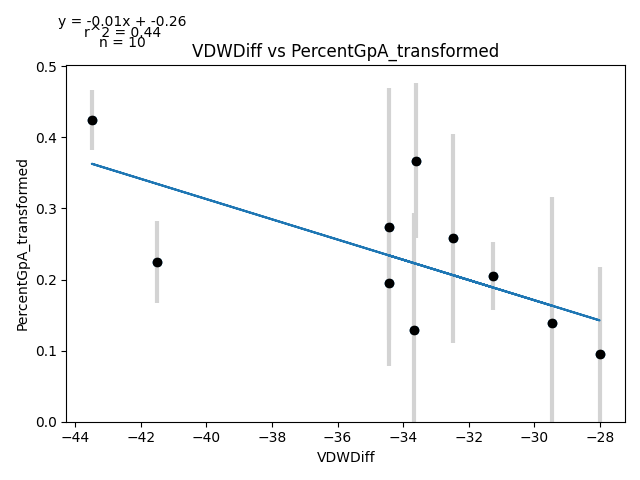 y = -0.01x + -0.26
r^2 = 0.44
n = 10
VDWDiff vs PercentGpA_transformed
0.5
0.4
0.3
0.2
0.1
0.0
PercentGpA_transformed
−44
−42
−40
−38
−36
−34
−32
−30
−28
VDWDiff